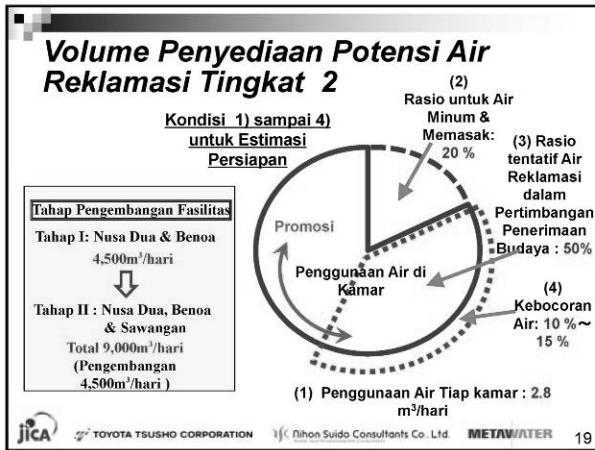 Volume Penyediaan Potensi Air
Reklamasi Tingkat 2
Kondisi 1) sampai 4)
untuk Estimasi
Persiapan
Tahap Pengembangan Fasilitas
Tahap I: Nusa Dua & Benoa
4,500m³/hari
Tahap II : Nusa Dua, Benoa
& Sawangan
Total 9,000m³/hari
(Pengembangan
4,500m³/hari )
Promosi
Penggunaan Air di
Kamar
(2)
Rasio untuk Air
Minum &
Memasak:
20 %
(3) Rasio
tentatif Air
Reklamasi
dalam
Pertimbangan
Penerimaan
Budaya : 50%
(4)
Kebocoran
Air: 10 %～
15 %
(1) Penggunaan Air Tiap kamar : 2.8
m³/hari
jICA
TOYOTA TSUSHO CORPORATION
Nihon Suido Consultants Co., Ltd.
METAWATER
19